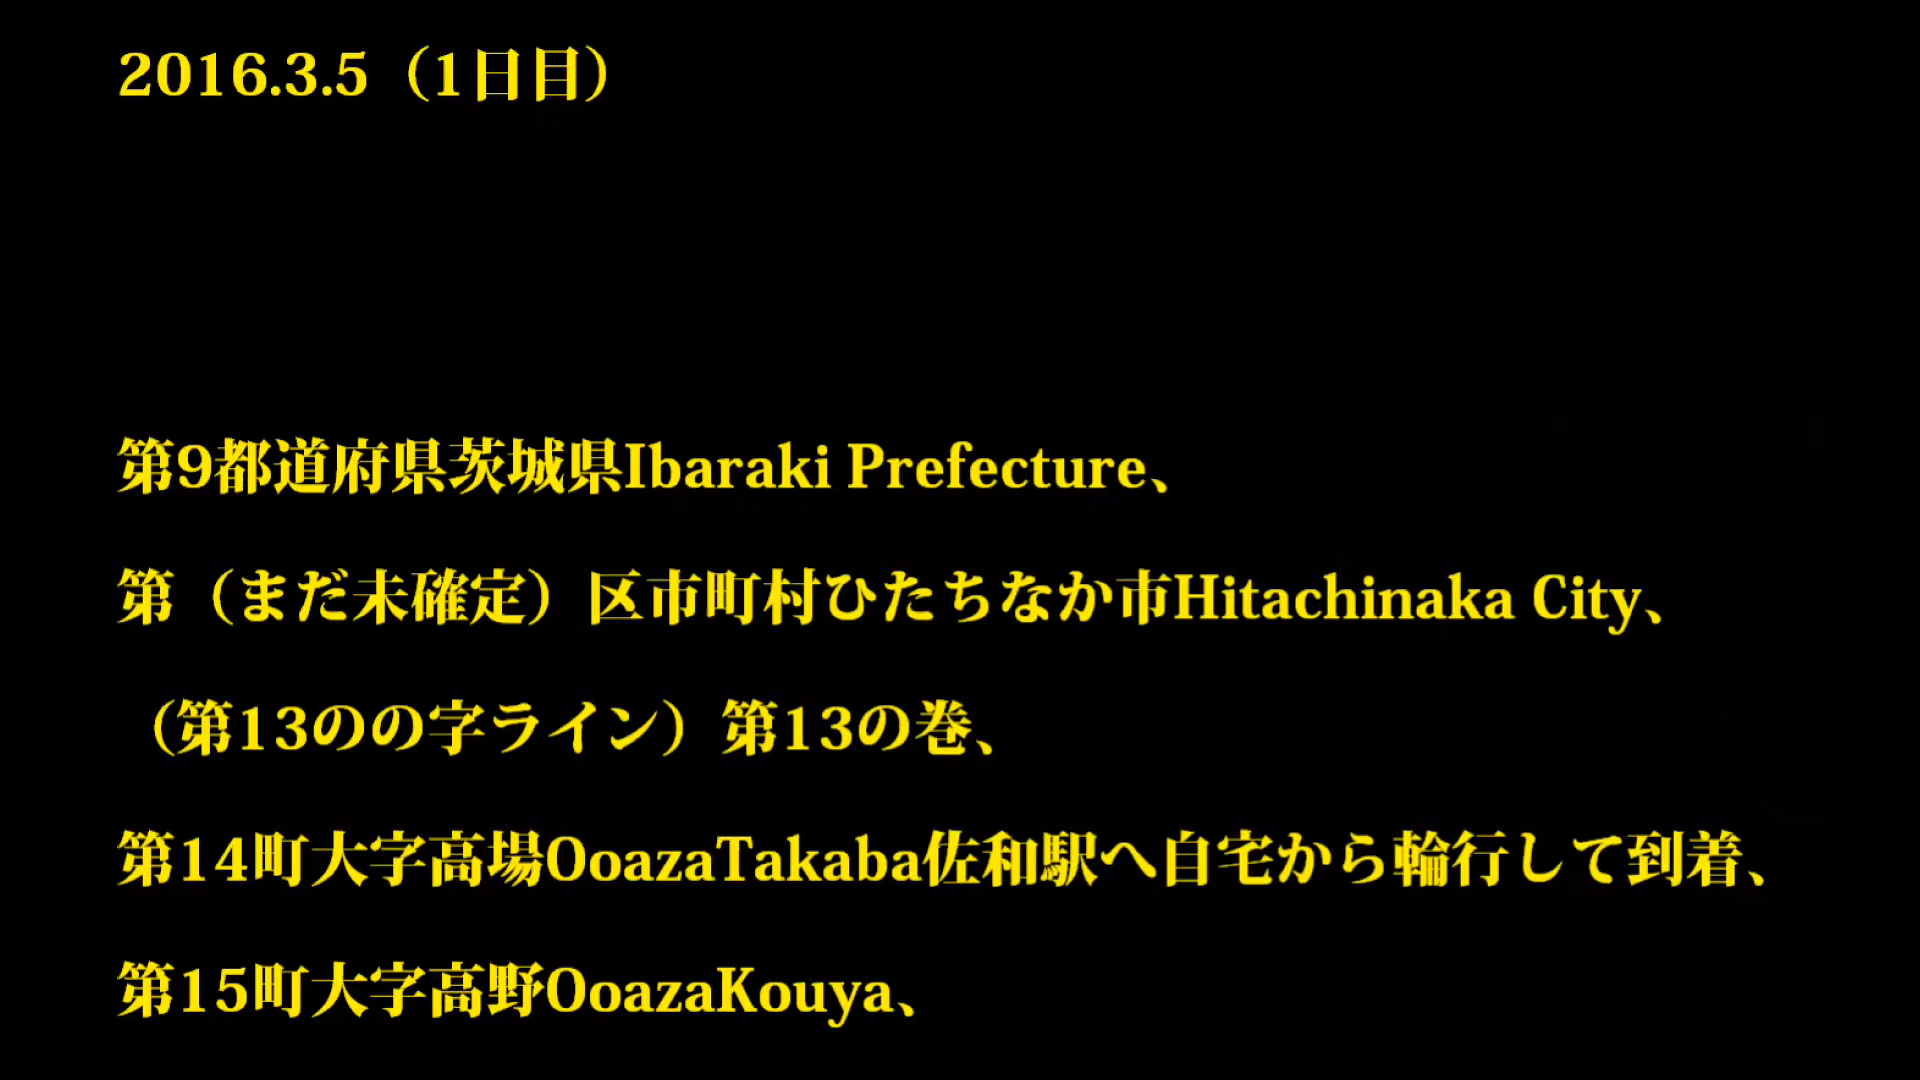 2016.3.5（1日目）
第9都道府県茨城県Ibaraki Prefecture、
第（まだ未確定）区市町村ひたちなか市Hitachinaka City、
（第13のの字ライン）第13の巻、
第14町大字高場OoazaTakaba佐和駅へ自宅から輪行して到着、
第15町大字高野OoazaKouya、